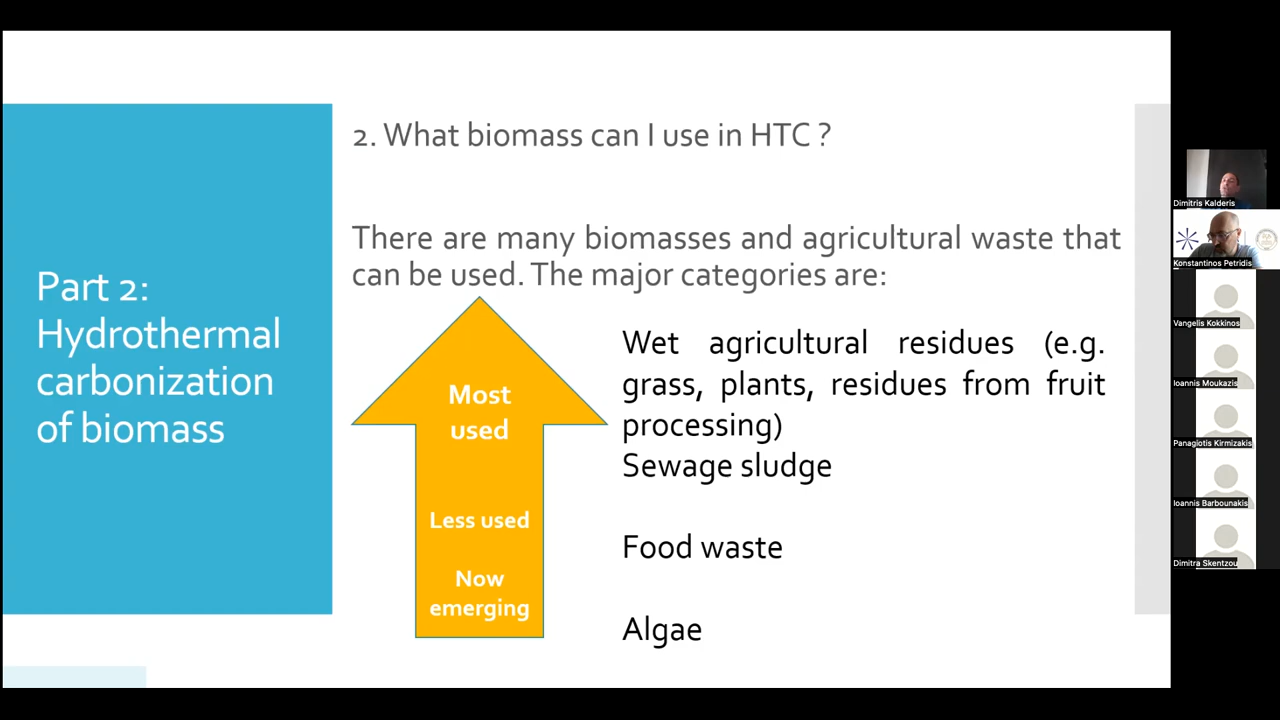 Part 2:
Hydrothermal
carbonization
of biomass
2. What biomass can I use in HTC ?
There are many biomasses and agricultural waste that
can be used. The major categories are:
Most
used
Less used
Now
emerging
Wet agricultural residues (e.g.
grass, plants, residues from fruit
processing)
Sewage sludge
Food waste
Algae
Dimitris Kalderis
Konstantinos Petridis
Vangelis Kokkinos
Ioannis Moukazis
Panagiotis Kirmizakis
Ioannis Barbounakis
Dimitra Skentzou